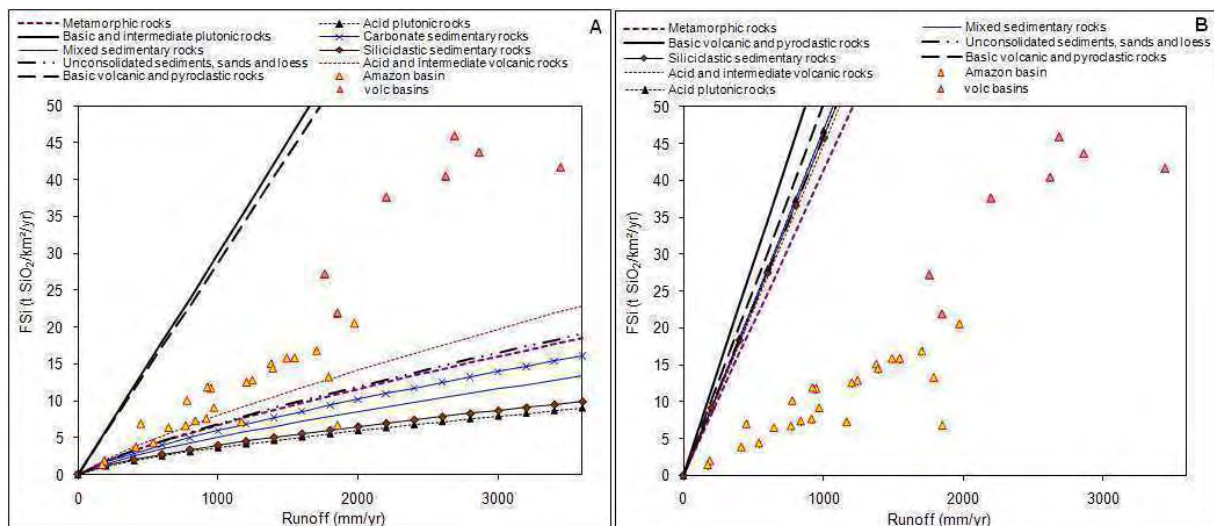 Metamorphic rocks
Basic and intermediate plutonic rocks
Mixed sedimentary rocks
Unconsolidated sediments, sands and loess
Basic volcanic and pyroclastic rocks
Acid plutonic rocks
Carbonate sedimentary rocks
Siliciclastic sedimentary rocks
Acid and Intermediate volcanic rocks
Amazon basin
volc basins
A
50
45
40
35
30
25
20
15
10
5
0
FSi (t SiO₂/km²/yr)
0 1000 2000 3000
Runoff (mm/yr)
Metamorphic rocks
Basic volcanic and pyroclastic rocks
Siliciclastic sedimentary rocks
Acid and intermediate volcanic rocks
Acid plutonic rocks
Mixed sedimentary rocks
Unconsolidated sediments, sands and loess
Basic volcanic and pyroclastic rocks
Amazon basin
volc basins
B
50
45
40
35
30
25
20
15
10
5
0
FSi (t SiO₂/km²/yr)
0 1000 2000 3000
Runoff (mm/yr)